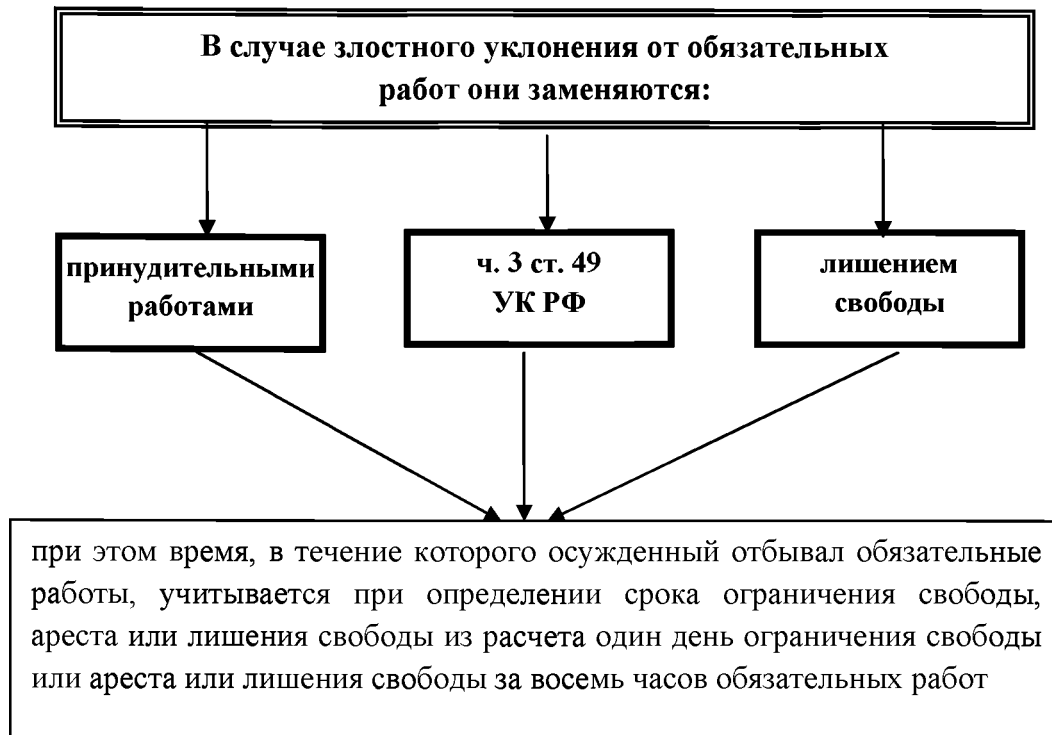 В случае злостного уклонения от обязательных
работ они заменяются:
принудительными
работами
ч. 3 ст. 49
УК РФ
лишением
свободы
при этом время, в течение которого осужденный отбывал обязательные
работы, учитывается при определении срока ограничения свободы,
ареста или лишения свободы из расчета один день ограничения свободы
или ареста или лишения свободы за восемь часов обязательных работ